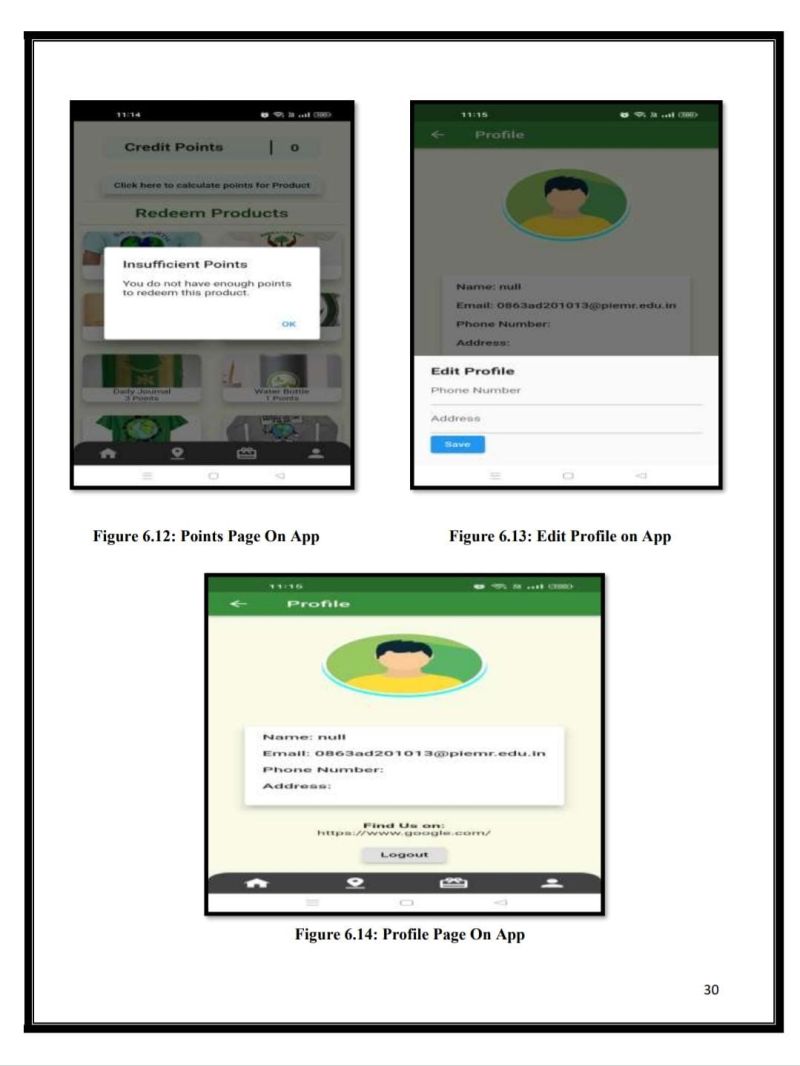 11:14
Credit Points | 0
Click here to calculate points for Product
Redeem Products
Insufficient Points
You do not have enough points
to redeem this product.
OK
Daily Journal
3 Points
Water Bottle
1 Points
Figure 6.12: Points Page On App
11:15
Profile
Name: null
Email: 0863ad201013@piemr.edu.in
Phone Number:
Address:
Edit Profile
Phone Number
Address
Save
Figure 6.13: Edit Profile on App
11:15
Profile
Name: null
Email: 0863ad201013@piemr.edu.in
Phone Number:
Address:
Find Us on:
https://www.google.com/
Logout
Figure 6.14: Profile Page On App
30